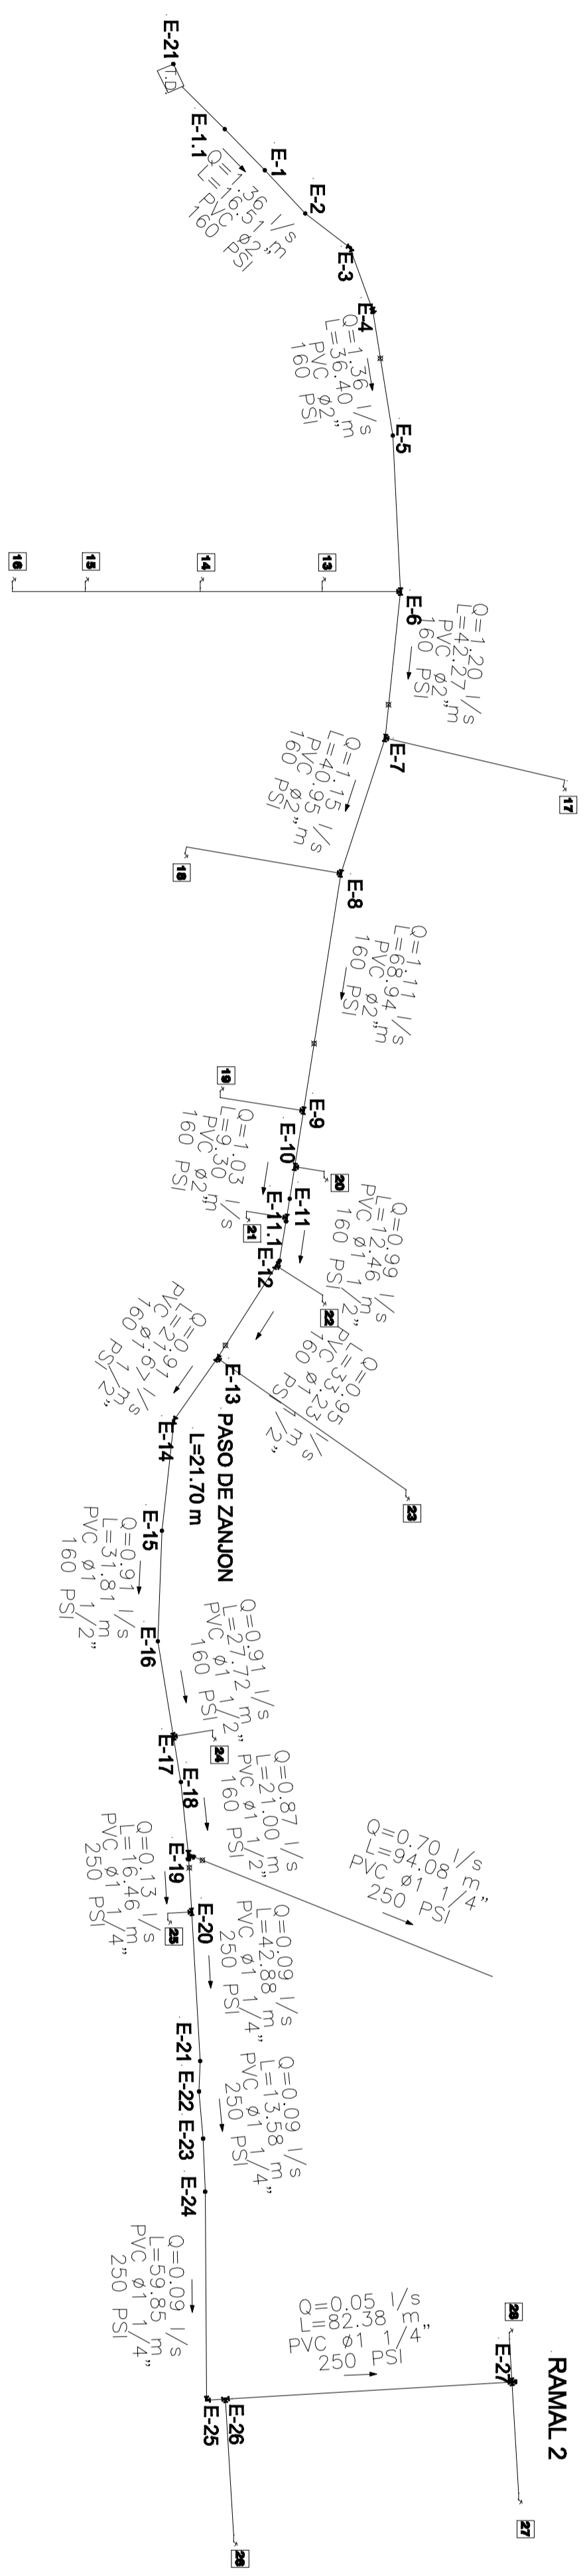 E-21
T.D
E-1.1
Q=1.36 l/s
L=16.51 m
PVC ø2"
160 PSI
E-1
E-2
E-3
E-4
Q=1.36 l/s
L=36.40 m
PVC ø2"
160 PSI
E-5
16
15
14
13
E-6
Q=1.20 l/s
L=42.27 m
PVC ø2"
160 PSI
E-7
17
Q=1.15 l/s
L=40.95 m
PVC ø2"
160 PSI
18
E-8
Q=1.11 l/s
L=68.94 m
PVC ø2"
160 PSI
19
E-9
E-10
20
Q=1.03 l/s
L=9.30 m
PVC ø2"
160 PSI
E-11
E-11.1
21
Q=0.99 l/s
L=12.46 m
PVC ø1 1/2"
160 PSI
E-12
22
Q=0.95 l/s
L=33.23 m
PVC ø1 1/2"
160 PSI
E-13
23
Q=0.91 l/s
L=21.67 m
PVC ø1 1/2"
160 PSI
E-14
PASO DE ZANJON
L=21.70 m
E-15
Q=0.91 l/s
L=31.81 m
PVC ø1 1/2"
160 PSI
E-16
Q=0.91 l/s
L=27.72 m
PVC ø1 1/2"
160 PSI
E-17
24
E-18
Q=0.87 l/s
L=21.00 m
PVC ø1 1/2"
160 PSI
E-19
Q=0.70 l/s
L=94.08 m
PVC ø1 1/4"
250 PSI
Q=0.13 l/s
L=16.46 m
PVC ø1 1/4"
250 PSI
25
E-20
Q=0.09 l/s
L=42.88 m
PVC ø1 1/4"
250 PSI
E-21
E-22
E-23
Q=0.09 l/s
L=13.58 m
PVC ø1 1/4"
250 PSI
E-24
Q=0.09 l/s
L=59.85 m
PVC ø1 1/4"
250 PSI
E-25
E-26
26
Q=0.05 l/s
L=82.38 m
PVC ø1 1/4"
250 PSI
28
E-27
27
RAMAL 2